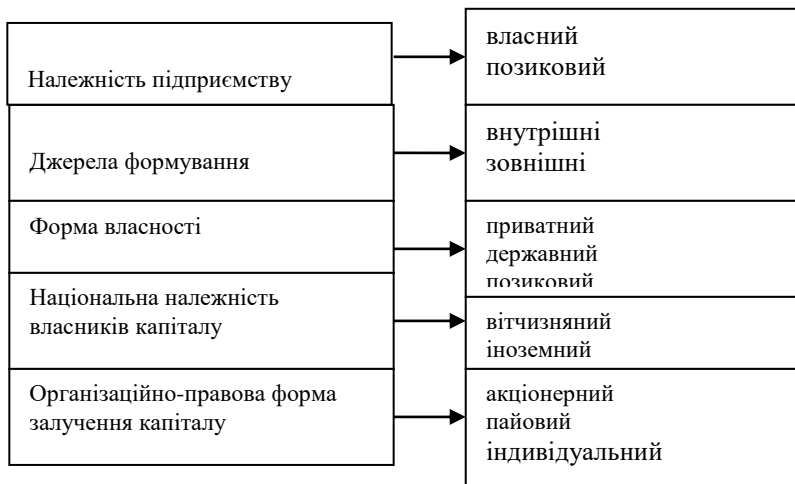 Належність підприємству
власний
позиковий
Джерела формування
внутрішні
зовнішні
Форма власності
приватний
державний
позиковий
Національна належність
власників капіталу
вітчизняний
іноземний
Організаційно-правова форма
залучення капіталу
акціонерний
пайовий
індивідуальний